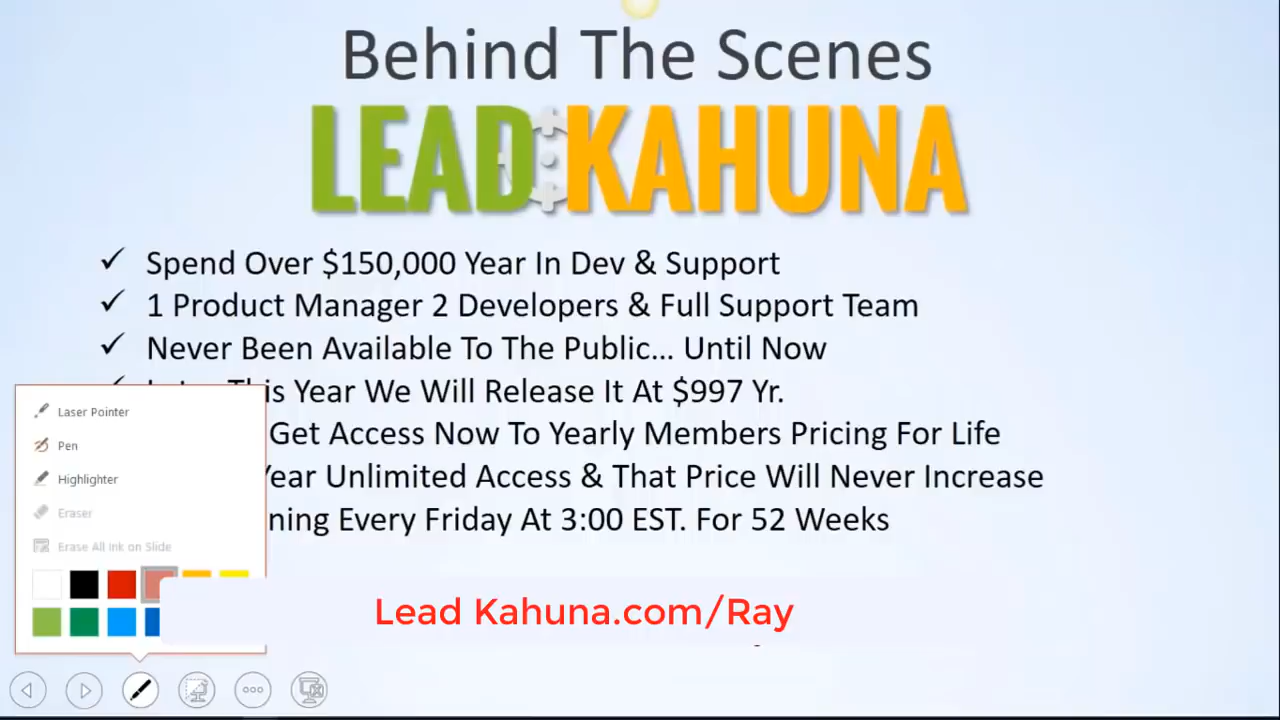 Behind The Scenes
LEAD KAHUNA
Spend Over $150,000 Year In Dev & Support
1 Product Manager 2 Developers & Full Support Team
Never Been Available To The Public... Until Now
This Year We Will Release It At $997 Yr.
Laser Pointer
Get Access Now To Yearly Members Pricing For Life
Pen
Year Unlimited Access & That Price Will Never Increase
Highlighter
Every Friday At 3:00 EST. For 52 Weeks
Eraser
Erase All Ink on Slide
Lead Kahuna.com/Ray